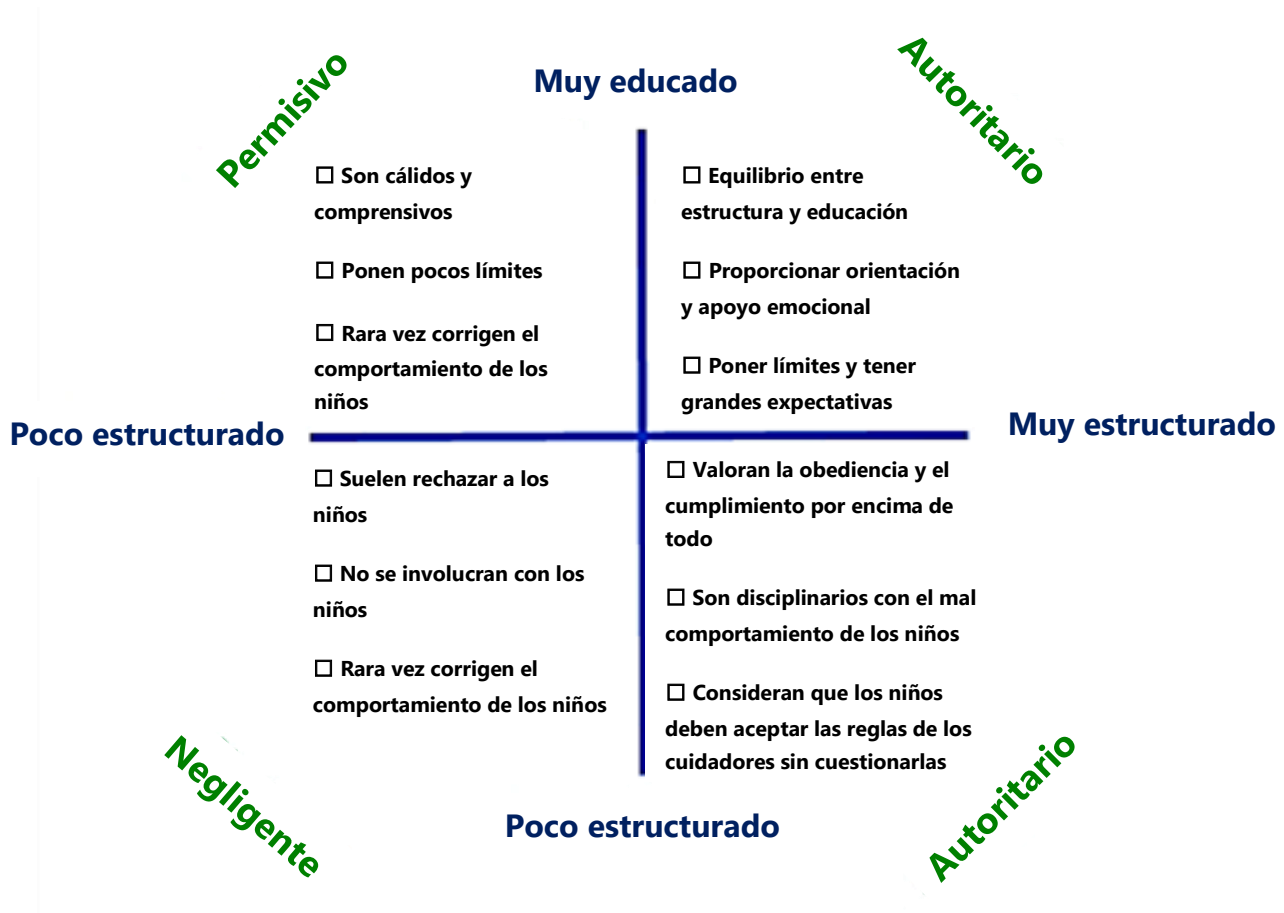 Permisivo
Muy educado
Autoritario
☐ Son cálidos y
comprensivos
☐ Ponen pocos límites
☐ Rara vez corrigen el
comportamiento de los
niños
☐ Equilibrio entre
estructura y educación
☐ Proporcionar orientación
y apoyo emocional
☐ Poner límites y tener
grandes expectativas
Poco estructurado
Muy estructurado
☐ Suelen rechazar a los
niños
☐ No se involucran con los
niños
☐ Rara vez corrigen el
comportamiento de los niños
☐ Valoran la obediencia y el
cumplimiento por encima de
todo
☐ Son disciplinarios con el mal
comportamiento de los niños
☐ Consideran que los niños
deben aceptar las reglas de los
cuidadores sin cuestionarlas
Negligente
Poco estructurado
Autoritario